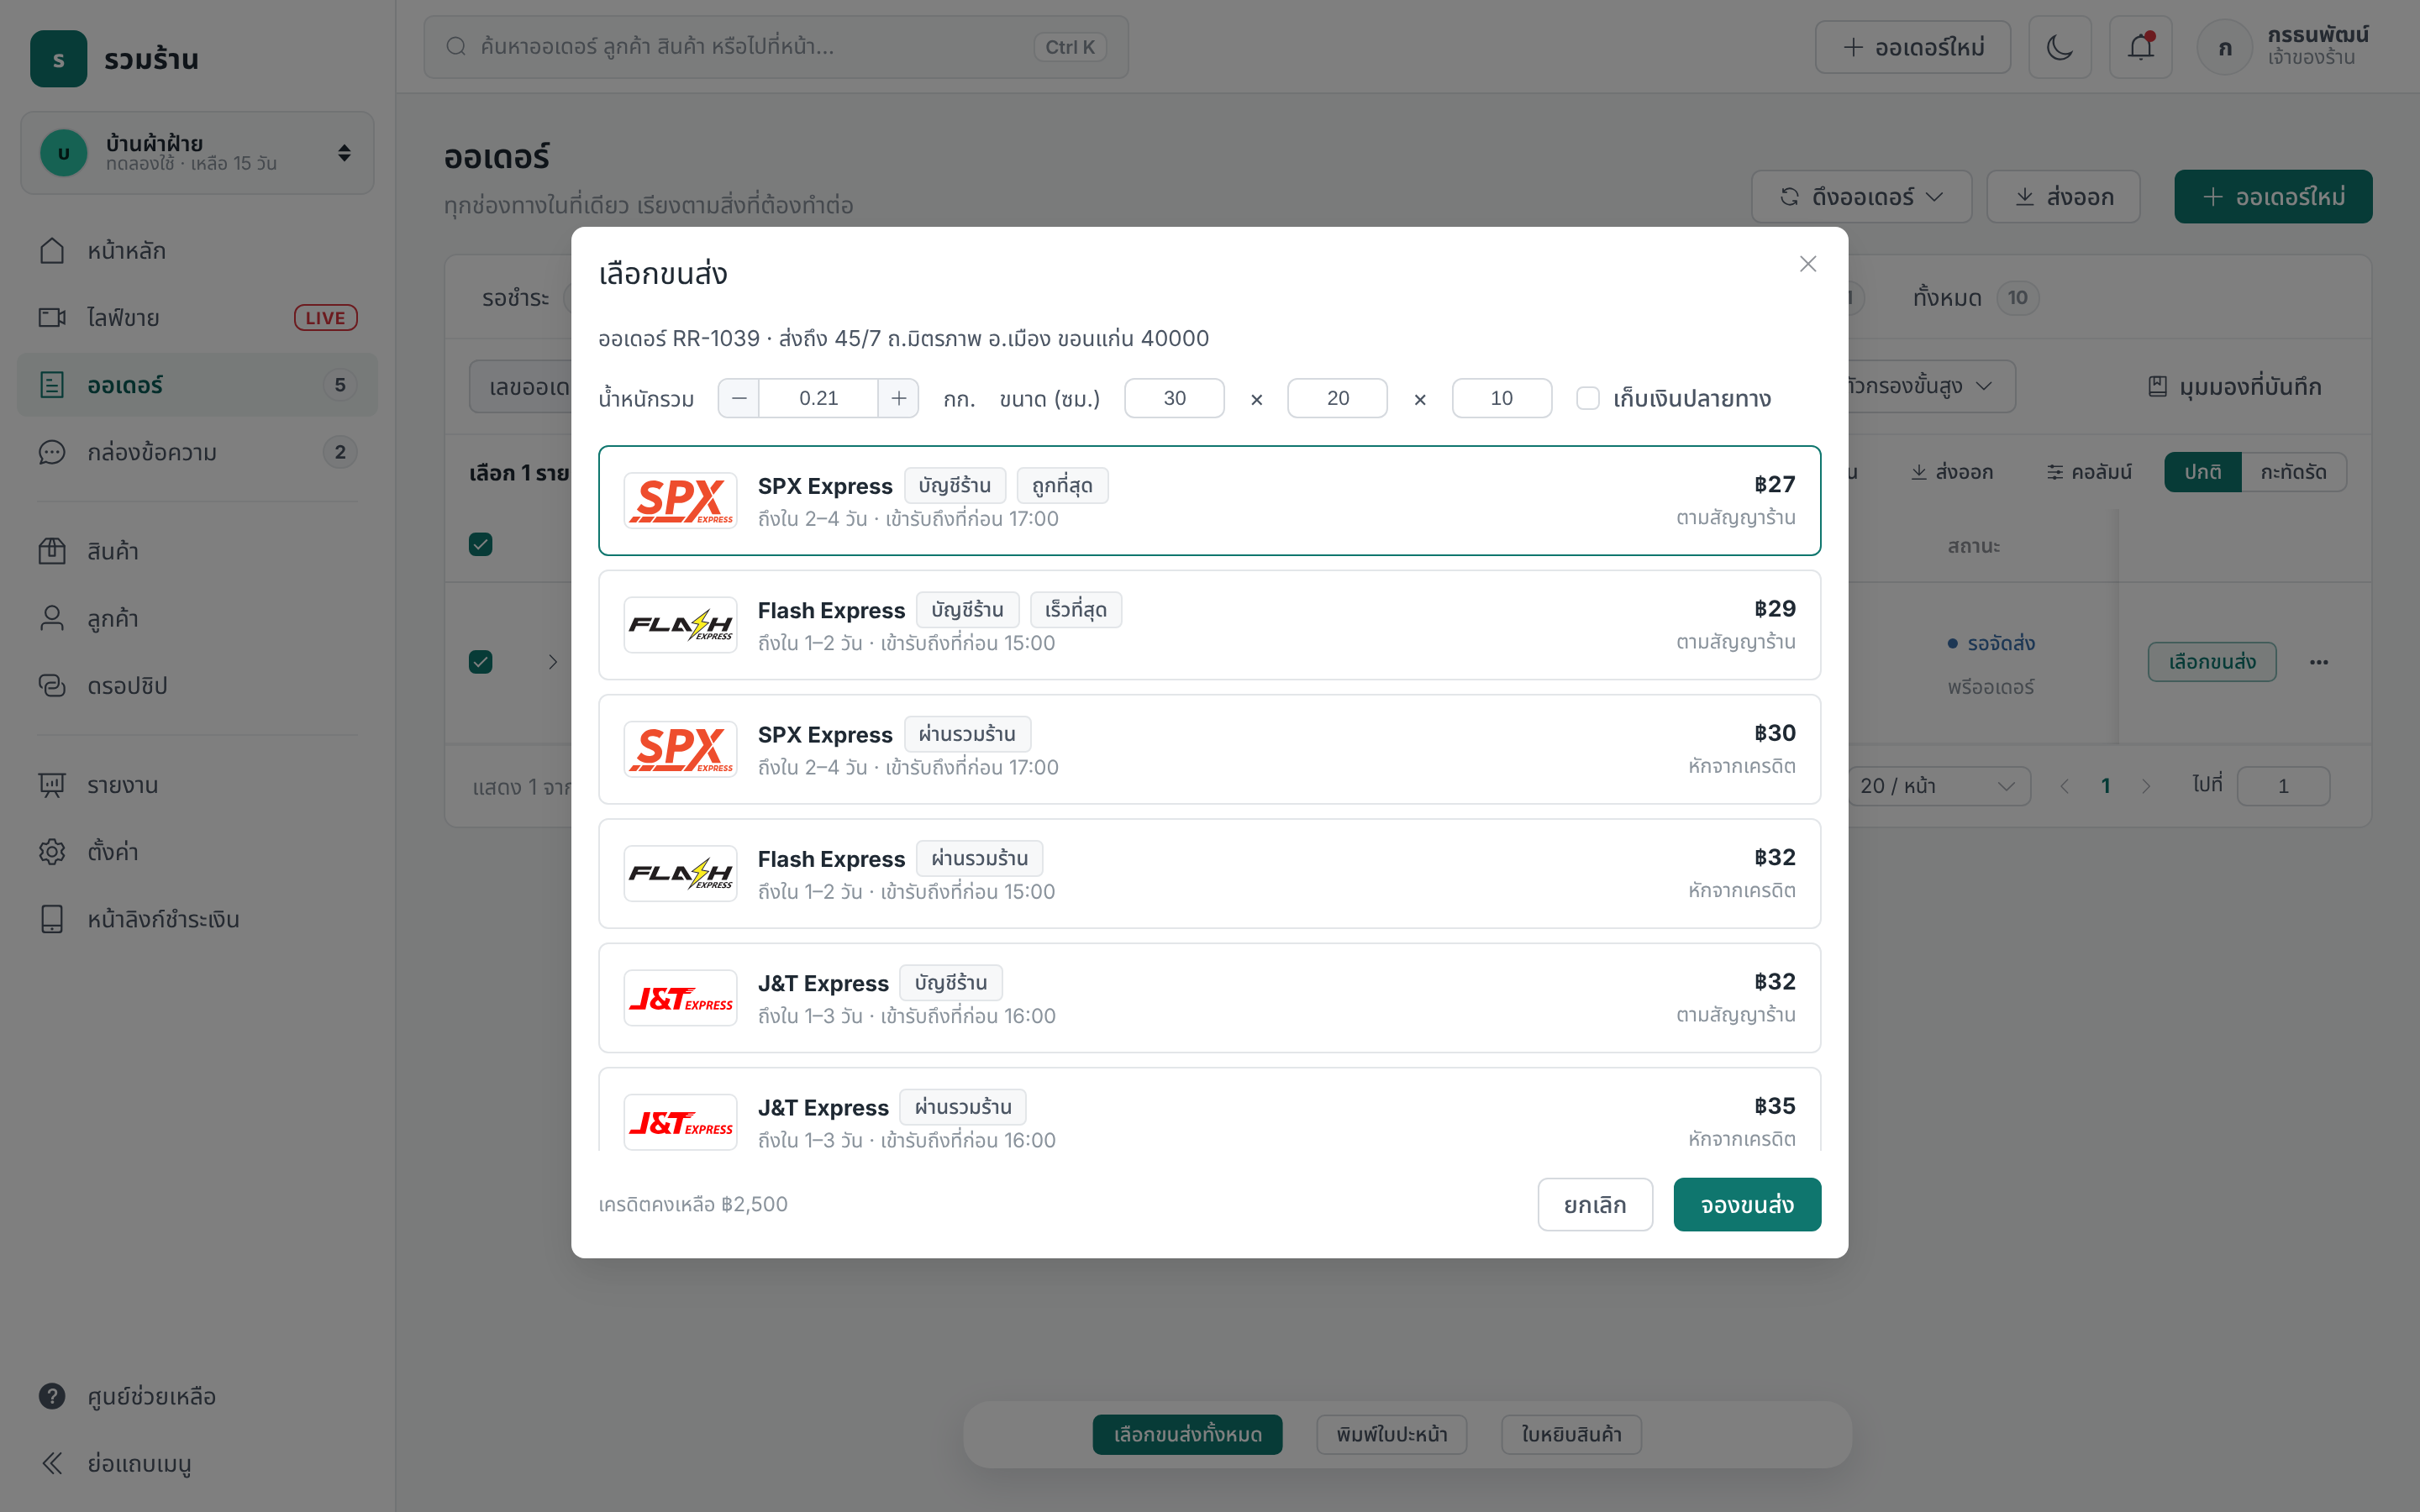 ร
รวมร้าน
ค้นหาออเดอร์ ลูกค้า สินค้า หรือไปที่หน้า...
Ctrl K
ออเดอร์ใหม่
ก
กรธนพัฒน์
เจ้าของร้าน
บ
บ้านผ้าฝ้าย
ทดลองใช้ · เหลือ 15 วัน
หน้าหลัก
ไลฟ์ขาย
LIVE
ออเดอร์
5
กล่องข้อความ
2
สินค้า
ลูกค้า
ดรอปชิป
รายงาน
ตั้งค่า
หน้าลิงก์ชำระเงิน
ศูนย์ช่วยเหลือ
ย่อแถบเมนู
ออเดอร์
ทุกช่องทางในที่เดียว เรียงตามสิ่งที่ต้องทำต่อ
ดึงออเดอร์
ส่งออก
ออเดอร์ใหม่
รอชำระ
ทั้งหมด
10
มุมมองที่บันทึก
เลือก 1
ส่งออก
คอลัมน์
ปกติ
กะทัดรัด
สถานะ
รอจัดส่ง
พรีออเดอร์
เลือกขนส่ง
แสดง 1
20 / หน้า
1
ไปที่
1
เลือกขนส่ง
ออเดอร์ RR-1039 · ส่งถึง 45/7 ถ.มิตรภาพ อ.เมือง ขอนแก่น 40000
น้ำหนักรวม
0.21
กก.
ขนาด (ซม.)
30
×
20
×
10
เก็บเงินปลายทาง
SPX EXPRESS
SPX Express บัญชีร้าน ถูกที่สุด
฿27
ถึงใน 2–4 วัน · เข้ารับถึงที่ก่อน 17:00
ตามสัญญาร้าน
FLASH EXPRESS
Flash Express บัญชีร้าน เร็วที่สุด
฿29
ถึงใน 1–2 วัน · เข้ารับถึงที่ก่อน 15:00
ตามสัญญาร้าน
SPX EXPRESS
SPX Express ผ่านรวมร้าน
฿30
ถึงใน 2–4 วัน · เข้ารับถึงที่ก่อน 17:00
หักจากเครดิต
FLASH EXPRESS
Flash Express ผ่านรวมร้าน
฿32
ถึงใน 1–2 วัน · เข้ารับถึงที่ก่อน 15:00
หักจากเครดิต
J&T EXPRESS
J&T Express บัญชีร้าน
฿32
ถึงใน 1–3 วัน · เข้ารับถึงที่ก่อน 16:00
ตามสัญญาร้าน
J&T EXPRESS
J&T Express ผ่านรวมร้าน
฿35
ถึงใน 1–3 วัน · เข้ารับถึงที่ก่อน 16:00
หักจากเครดิต
เครดิตคงเหลือ ฿2,500
ยกเลิก
จองขนส่ง
เลือกขนส่งทั้งหมด
พิมพ์ใบปะหน้า
ใบหยิบสินค้า